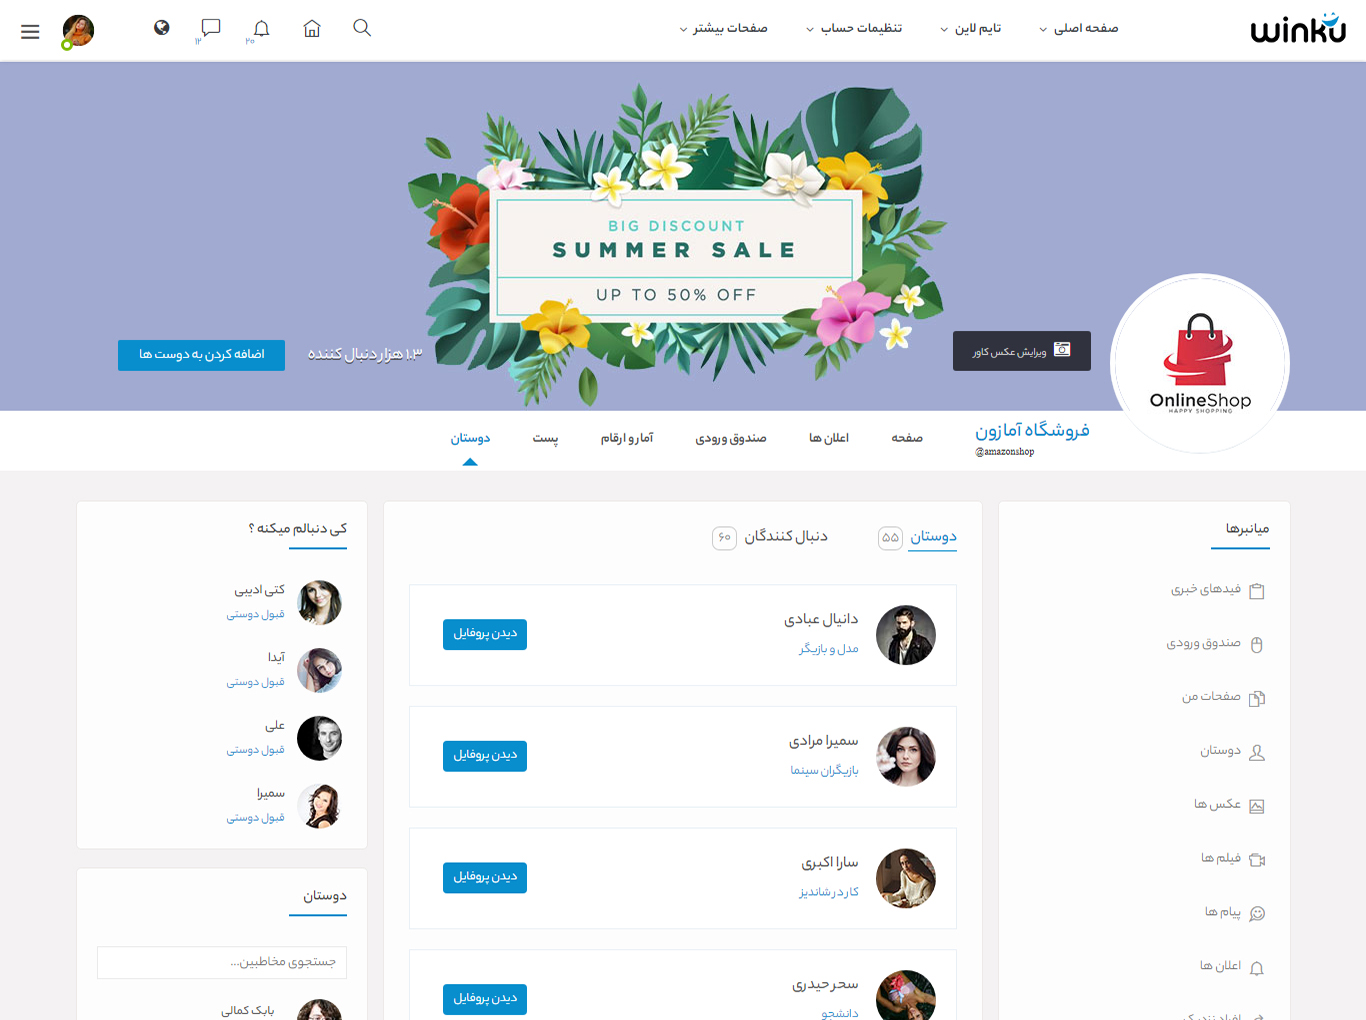 winku
صفحه اصلی
تایم لاین
تنظیمات حساب
صفحات بیشتر
۲۰
۱۲
BIG DISCOUNT
SUMMER SALE
UP TO 50% OFF
OnlineShop
HAPPY SHOPPING
ویرایش عکس کاور
۱.۳ هزار دنبال کننده
اضافه کردن به دوست ها
فروشگاه آمازون
@amazonshop
صفحه
اعلان ها
صندوق ورودی
آمار و ارقام
پست
دوستان
میانبرها
فیدهای خبری
صندوق ورودی
صفحات من
دوستان
عکس ها
فیلم ها
پیام ها
اعلان ها
دوستان ۵۵
دنبال کنندگان ۶۰
دانیال عبادی
مدل و بازیگر
دیدن پروفایل
سمیرا مرادی
بازیگران سینما
دیدن پروفایل
سارا اکبری
کار در شاندیز
دیدن پروفایل
سحر حیدری
دانشجو
دیدن پروفایل
کی دنبالم میکنه ؟
کتی ادیبی
قبول دوستی
آیدا
قبول دوستی
علی
قبول دوستی
سمیرا
قبول دوستی
دوستان
جستجوی مخاطبین...
بابک کمالی